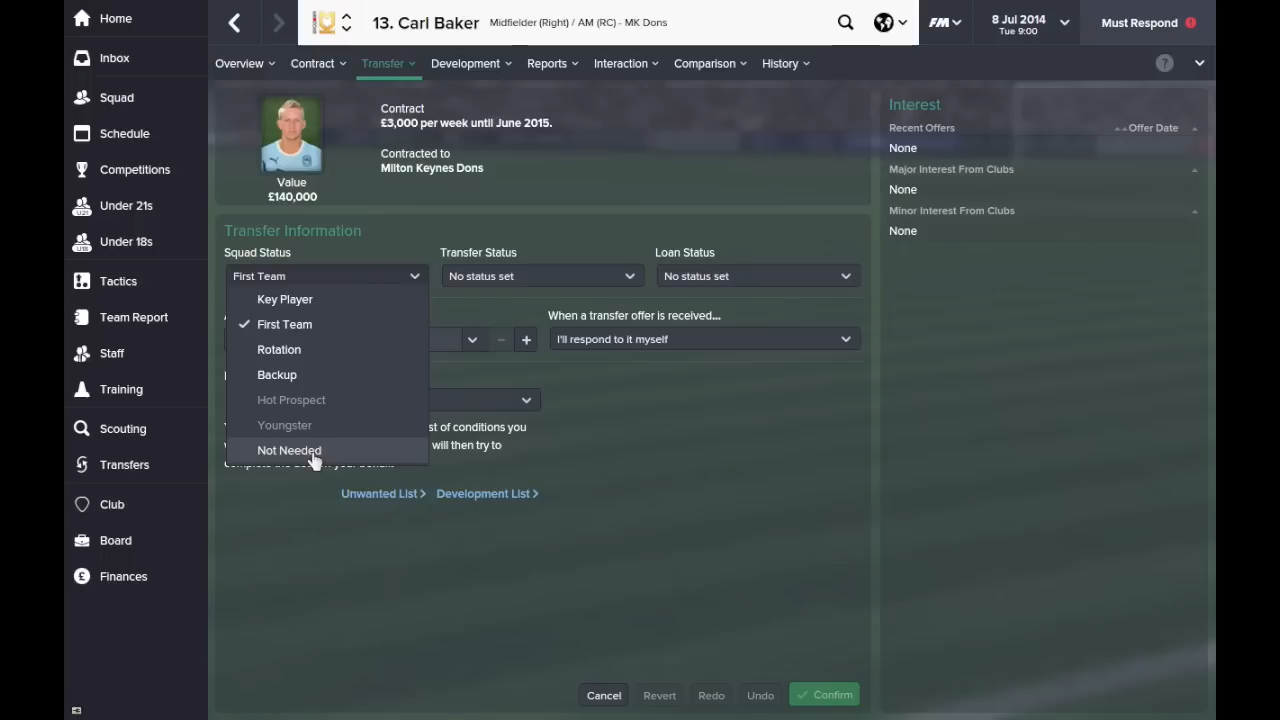 Home
Inbox
Squad
Schedule
Competitions
Under 21s
Under 18s
Tactics
Team Report
Staff
Training
Scouting
Transfers
Club
Board
Finances
13. Carl Baker
Midfielder (Right) / AM (RC) - MK Dons
FM
8 Jul 2014
Tue 9:00
Must Respond
Overview
Contract
Transfer
Development
Reports
Interaction
Comparison
History
Value
£140,000
Contract
£3,000 per week until June 2015.
Contracted to
Milton Keynes Dons
Transfer Information
Squad Status
Transfer Status
Loan Status
First Team
No status set
No status set
Key Player
First Team
Rotation
Backup
Hot Prospect
Youngster
Not Needed
When a transfer offer is received...
I'll respond to it myself
st of conditions you
will then try to
Unwanted List >
Development List >
Cancel
Revert
Redo
Undo
Confirm
Interest
Recent Offers
Offer Date
None
Major Interest From Clubs
None
Minor Interest From Clubs
None